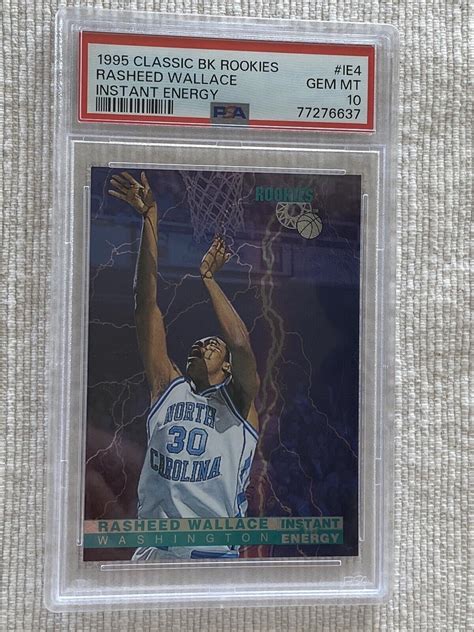 1995 CLASSIC BK ROOKIES #IE4
RASHEED WALLACE GEM MT
INSTANT ENERGY 10
PSA 77276637
ROOKIES
NORTH
30
CAROLINA
RASHEED WALLACE INSTANT
WASHINGTON ENERGY